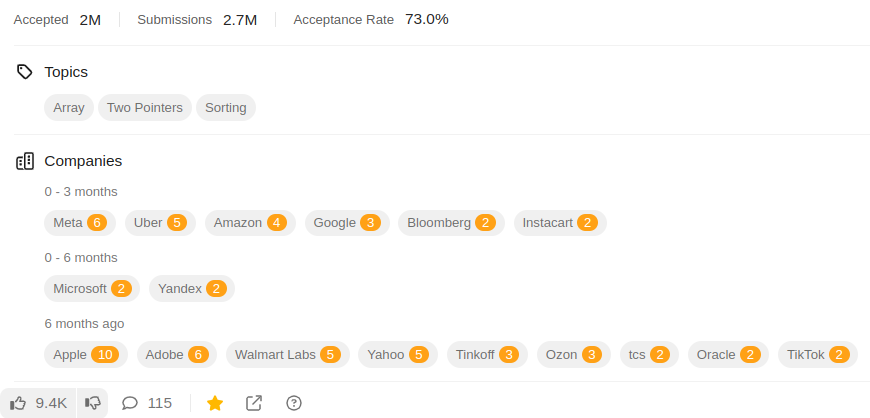 Accepted 2M Submissions 2.7M Acceptance Rate 73.0%
Topics
Array Two Pointers Sorting
Companies
0 - 3 months
Meta 6 Uber 5 Amazon 4 Google 3 Bloomberg 2 Instacart 2
0 - 6 months
Microsoft 2 Yandex 2
6 months ago
Apple 10 Adobe 6 Walmart Labs 5 Yahoo 5 Tinkoff 3 Ozon 3 tcs 2 Oracle 2 TikTok 2
9.4K 115